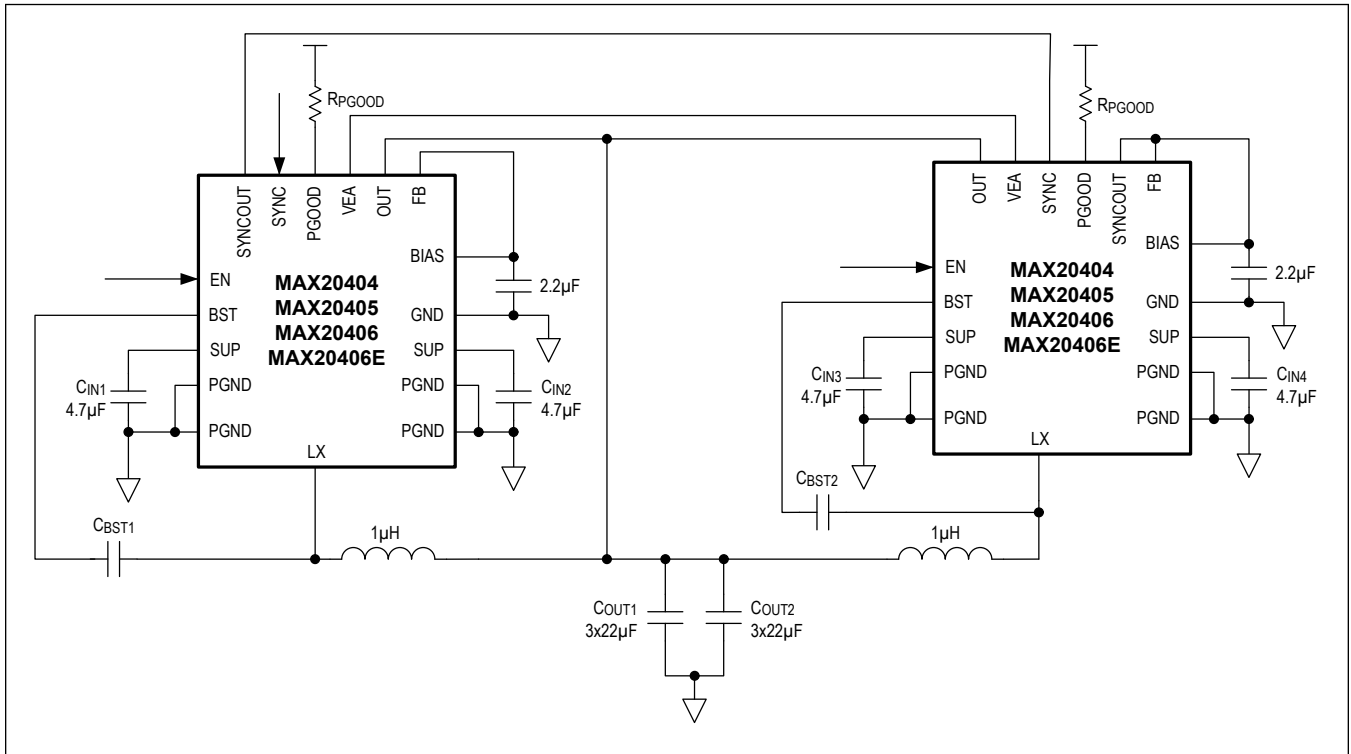 RPGOOD
SYNCOUT
SYNC
PGOOD
VEA
OUT
FB
EN
BST
SUP
PGND
PGND
LX
BIAS
GND
SUP
PGND
PGND
MAX20404
MAX20405
MAX20406
MAX20406E
2.2µF
CIN1
4.7µF
CIN2
4.7µF
CBST1
1µH
RPGOOD
OUT
VEA
SYNC
PGOOD
SYNCOUT
FB
EN
BST
SUP
PGND
PGND
LX
BIAS
GND
SUP
PGND
PGND
MAX20404
MAX20405
MAX20406
MAX20406E
2.2µF
CIN3
4.7µF
CIN4
4.7µF
CBST2
1µH
COUT1
3x22µF
COUT2
3x22µF